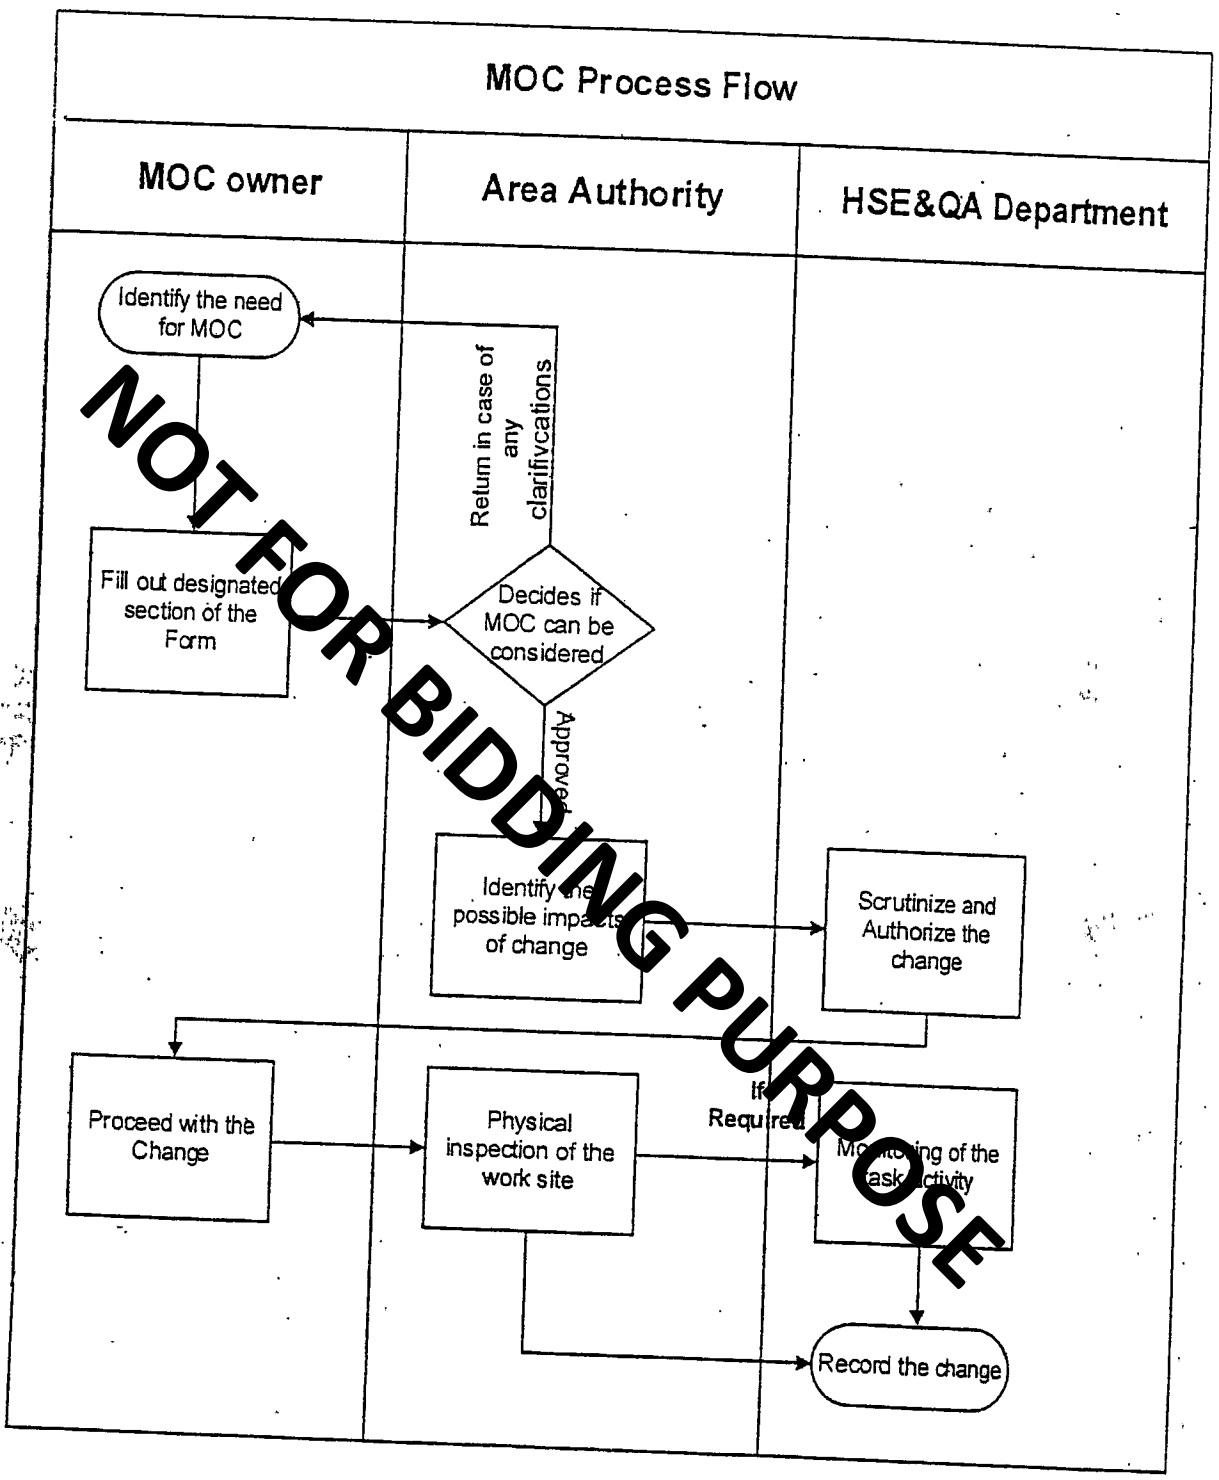 MOC Process Flow
MOC owner
Area Authority
HSE&QA Department
Identify the need
for MOC
Return in case of
any
clarifivcations
Fill out designated
section of the
Form
Decides if
MOC can be
considered
Approved
Identify the
possible impacts
of change
Scrutinize and
Authorize the
change
Proceed with the
Change
Physical
inspection of the
work site
If
Required
Monitoring of the
task activity
Record the change
NOT FOR BIDDING PURPOSE